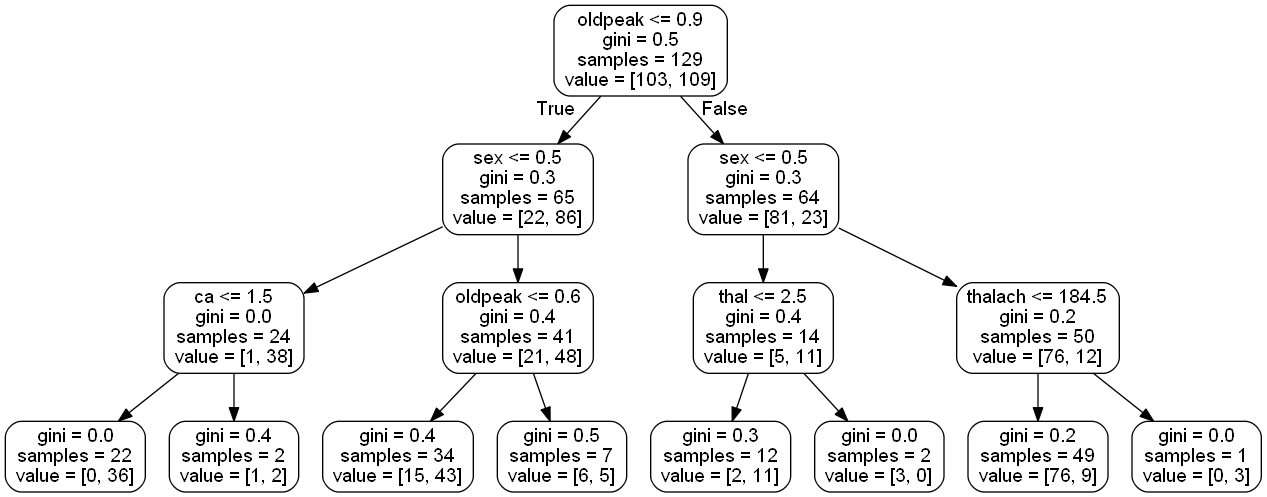 oldpeak <= 0.9
gini = 0.5
samples = 129
value = [103, 109]
True
False
sex <= 0.5
gini = 0.3
samples = 65
value = [22, 86]
sex <= 0.5
gini = 0.3
samples = 64
value = [81, 23]
ca <= 1.5
gini = 0.0
samples = 24
value = [1, 38]
oldpeak <= 0.6
gini = 0.4
samples = 41
value = [21, 48]
thal <= 2.5
gini = 0.4
samples = 14
value = [5, 11]
thalach <= 184.5
gini = 0.2
samples = 50
value = [76, 12]
gini = 0.0
samples = 22
value = [0, 36]
gini = 0.4
samples = 2
value = [1, 2]
gini = 0.4
samples = 34
value = [15, 43]
gini = 0.5
samples = 7
value = [6, 5]
gini = 0.3
samples = 12
value = [2, 11]
gini = 0.0
samples = 2
value = [3, 0]
gini = 0.2
samples = 49
value = [76, 9]
gini = 0.0
samples = 1
value = [0, 3]